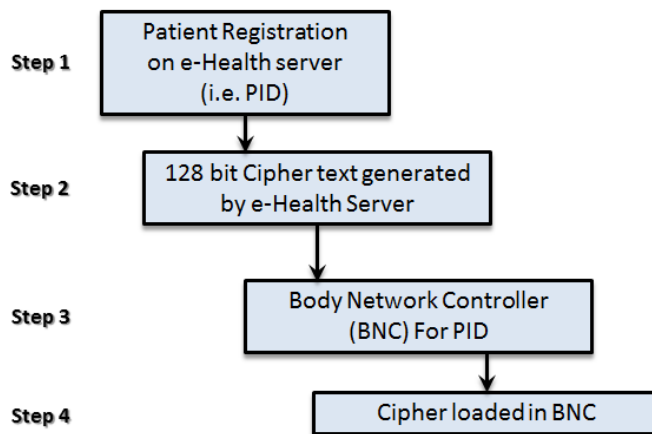 Step 1
Patient Registration
on e-Health server
(i.e. PID)
Step 2
128 bit Cipher text generated
by e-Health Server
Step 3
Body Network Controller
(BNC) For PID
Step 4
Cipher loaded in BNC